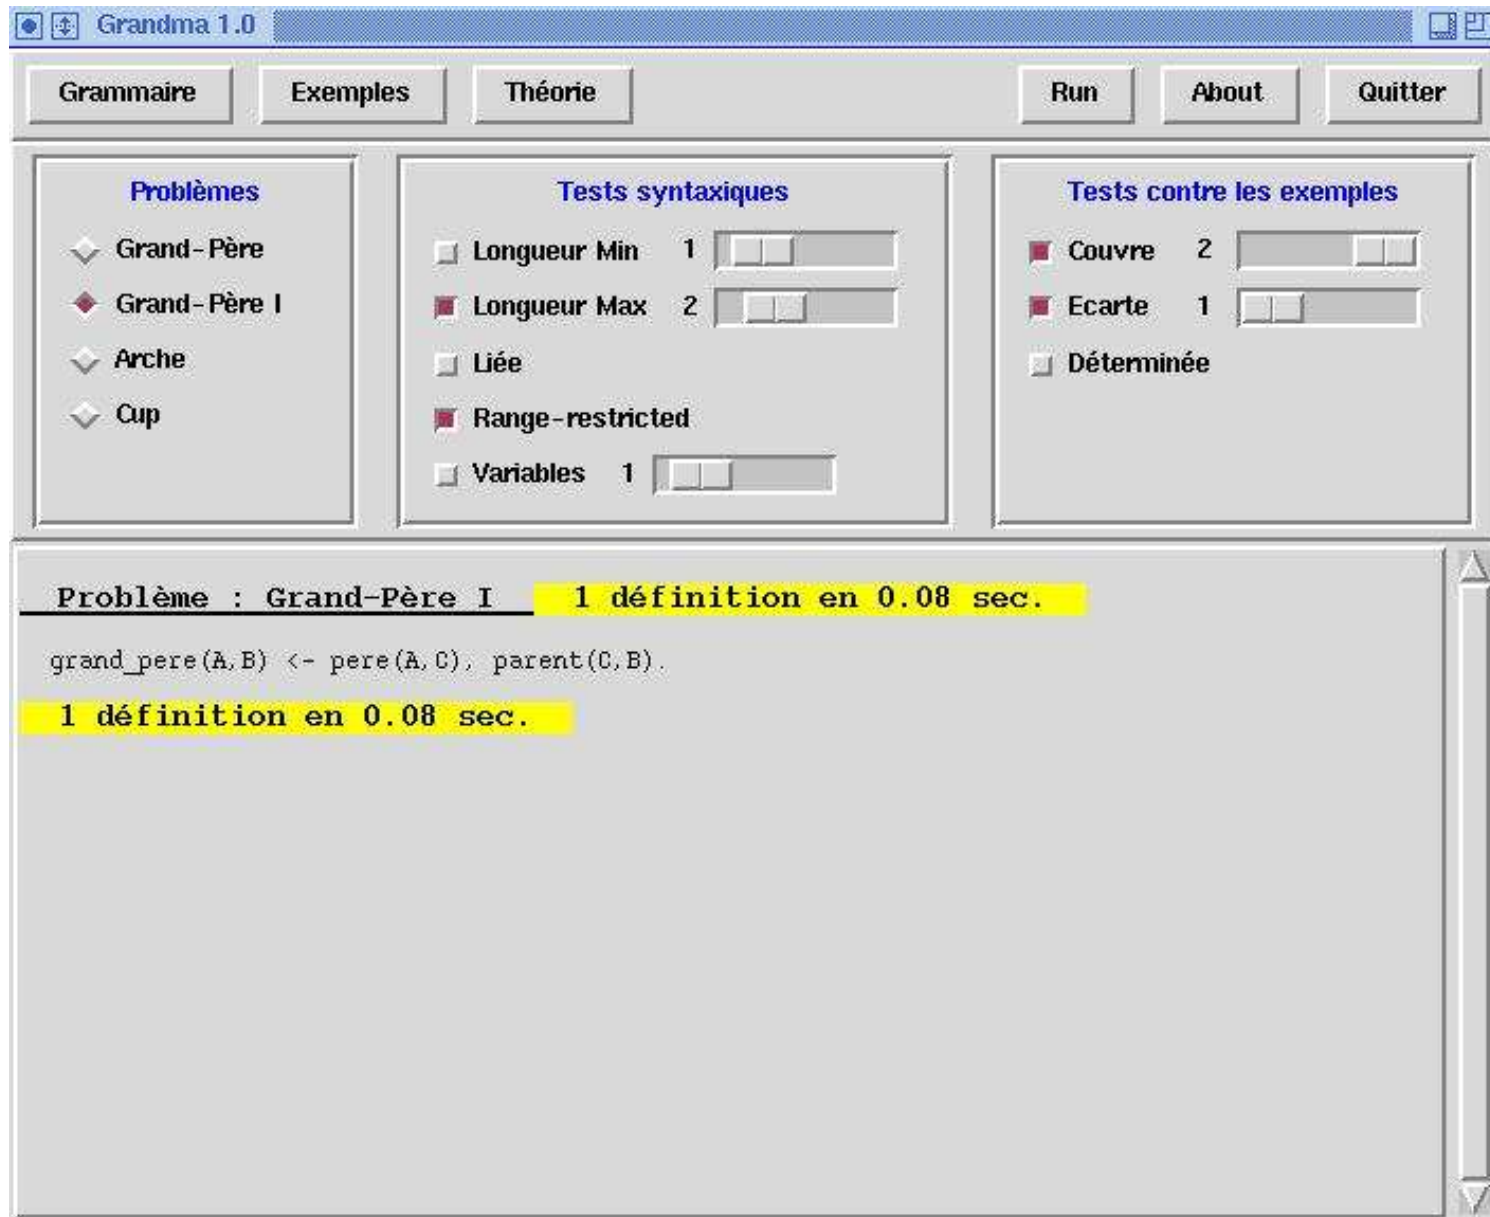 Grandma 1.0
Grammaire Exemples Théorie Run About Quitter
Problèmes
Grand-Père
Grand-Père I
Arche
Cup
Tests syntaxiques
Longueur Min 1
Longueur Max 2
Liée
Range-restricted
Variables 1
Tests contre les exemples
Couvre 2
Ecarte 1
Déterminée
Problème : Grand-Père I 1 définition en 0.08 sec.
grand_pere(A,B) <- pere(A,C), parent(C,B).
1 définition en 0.08 sec.